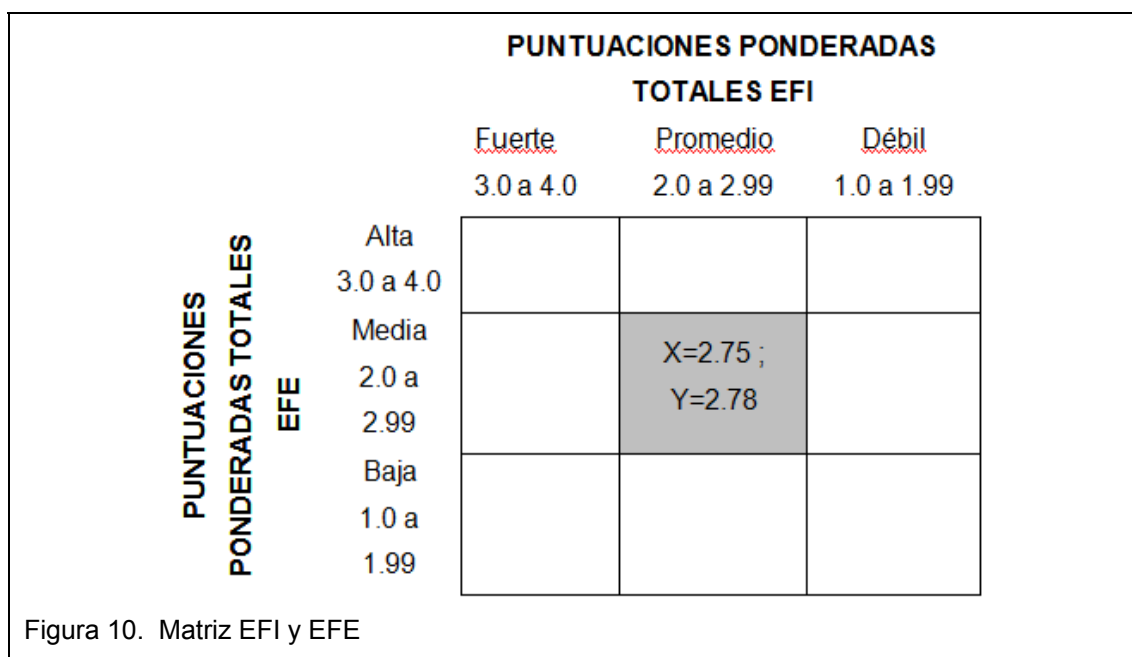 PUNTUACIONES PONDERADAS
TOTALES EFI
Fuerte Promedio Débil
3.0 a 4.0 2.0 a 2.99 1.0 a 1.99
PUNTUACIONES
PONDERADAS TOTALES
EFE
Alta
3.0 a 4.0
Media
2.0 a
2.99
X=2.75 ;
Y=2.78
Baja
1.0 a
1.99
Figura 10. Matriz EFI y EFE